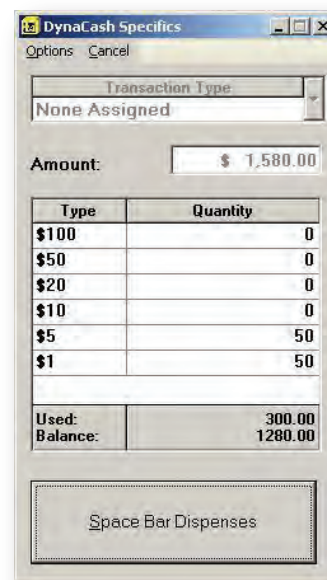 DynaCash Specifics
Options Cancel
Transaction Type
None Assigned
Amount: $ 1,580.00
Type Quantity
$100 0
$50 0
$20 0
$10 0
$5 50
$1 50
Used: 300.00
Balance: 1280.00
Space Bar Dispenses